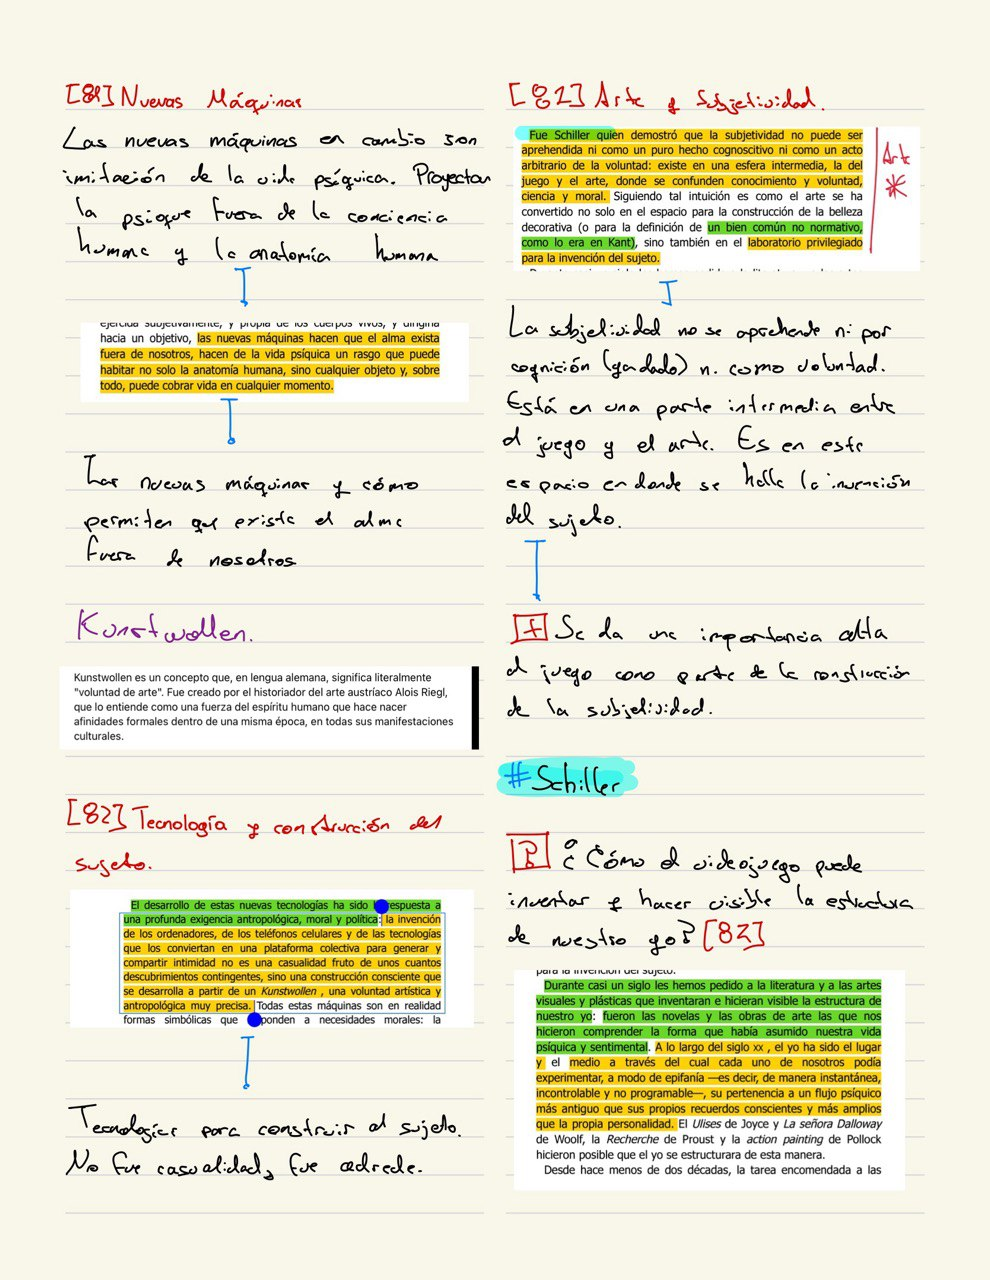 [81] Nuevas Máquinas
Las nuevas máquinas en cambio son
imitación de la vida psíquica. Proyectan
la psique fuera de la conciencia
humana y la anatomía humana
hacia un objetivo, las nuevas máquinas hacen que el alma exista
fuera de nosotros, hacen de la vida psíquica un rasgo que puede
habitar no solo la anatomía humana, sino cualquier objeto y, sobre
todo, puede cobrar vida en cualquier momento.
Las nuevas máquinas y cómo
permiten que exista el alma
fuera de nosotros
Kunstwollen.
Kunstwollen es un concepto que, en lengua alemana, significa literalmente
"voluntad de arte". Fue creado por el historiador del arte austríaco Alois Riegl,
que lo entiende como una fuerza del espíritu humano que hace nacer
afinidades formales dentro de una misma época, en todas sus manifestaciones
culturales.
[82] Tecnología y construcción del
sujeto.
El desarrollo de estas nuevas tecnologías ha sido la respuesta a
una profunda exigencia antropológica, moral y política: la invención
de los ordenadores, de los teléfonos celulares y de las tecnologías
que los conviertan en una plataforma colectiva para generar y
compartir intimidad no es una casualidad fruto de unos cuantos
descubrimientos contingentes, sino una construcción consciente que
se desarrolla a partir de un Kunstwollen , una voluntad artística y
antropológica muy precisa. Todas estas máquinas son en realidad
formas simbólicas que ponden a necesidades morales: la
Tecnologías para construir al sujeto.
No fue casualidad, fue adrede.
[82] Arte y Subjetividad.
Fue Schiller quien demostró que la subjetividad no puede ser
aprehendida ni como un puro hecho cognoscitivo ni como un acto
arbitrario de la voluntad: existe en una esfera intermedia, la del
juego y el arte, donde se confunden conocimiento y voluntad,
ciencia y moral. Siguiendo tal intuición es como el arte se ha
convertido no solo en el espacio para la construcción de la belleza
decorativa (o para la definición de un bien común no normativo,
como lo era en Kant), sino también en el laboratorio privilegiado
para la invención del sujeto.
Arte
La subjetividad no se aprehende ni por
cognición (ya dado) ni como voluntad.
Está en una parte intermedia entre
el juego y el arte. Es en este
espacio en donde se halla la invención
del sujeto.
[+] Se da una importancia alta
al juego como parte de la construcción
de la subjetividad.
# Schiller
[?] ¿Cómo el videojuego puede
inventar y hacer visible la estructura
de nuestro yo? [82]
para la invención del sujeto.
Durante casi un siglo les hemos pedido a la literatura y a las artes
visuales y plásticas que inventaran e hicieran visible la estructura de
nuestro yo: fueron las novelas y las obras de arte las que nos
hicieron comprender la forma que había asumido nuestra vida
psíquica y sentimental. A lo largo del siglo xx , el yo ha sido el lugar
y el medio a través del cual cada uno de nosotros podía
experimentar, a modo de epifanía —es decir, de manera instantánea,
incontrolable y no programable—, su pertenencia a un flujo psíquico
más antiguo que sus propios recuerdos conscientes y más amplios
que la propia personalidad. El Ulises de Joyce y La señora Dalloway
de Woolf, la Recherche de Proust y la action painting de Pollock
hicieron posible que el yo se estructurara de esta manera.
Desde hace menos de dos décadas, la tarea encomendada a las